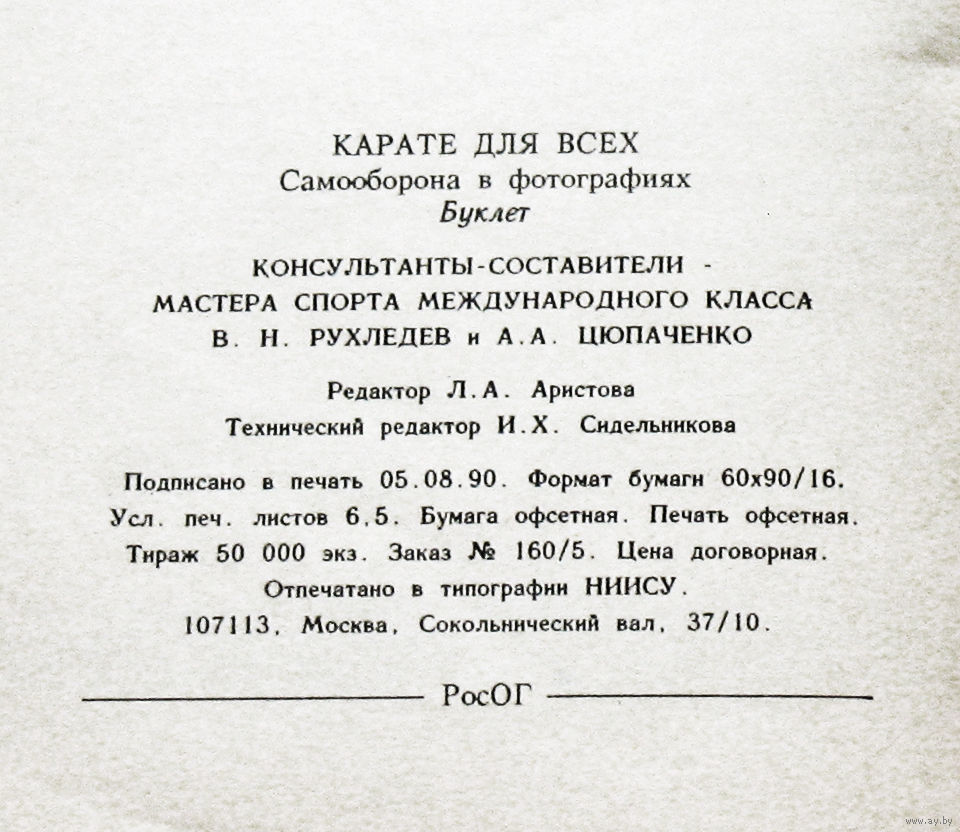 КАРАТЕ ДЛЯ ВСЕХ
Самооборона в фотографиях
Буклет
КОНСУЛЬТАНТЫ-СОСТАВИТЕЛИ -
МАСТЕРА СПОРТА МЕЖДУНАРОДНОГО КЛАССА
В. Н. РУХЛЕДЕВ и А.А. ЦЮПАЧЕНКО
Редактор Л.А. Аристова
Технический редактор И.Х. Сидельникова
Подписано в печать 05.08.90. Формат бумаги 60х90/16.
Усл. печ. листов 6,5. Бумага офсетная. Печать офсетная.
Тираж 50 000 экз. Заказ № 160/5. Цена договорная.
Отпечатано в типографии НИИСУ.
107113, Москва, Сокольнический вал, 37/10.
РосОГ
www.ay.by